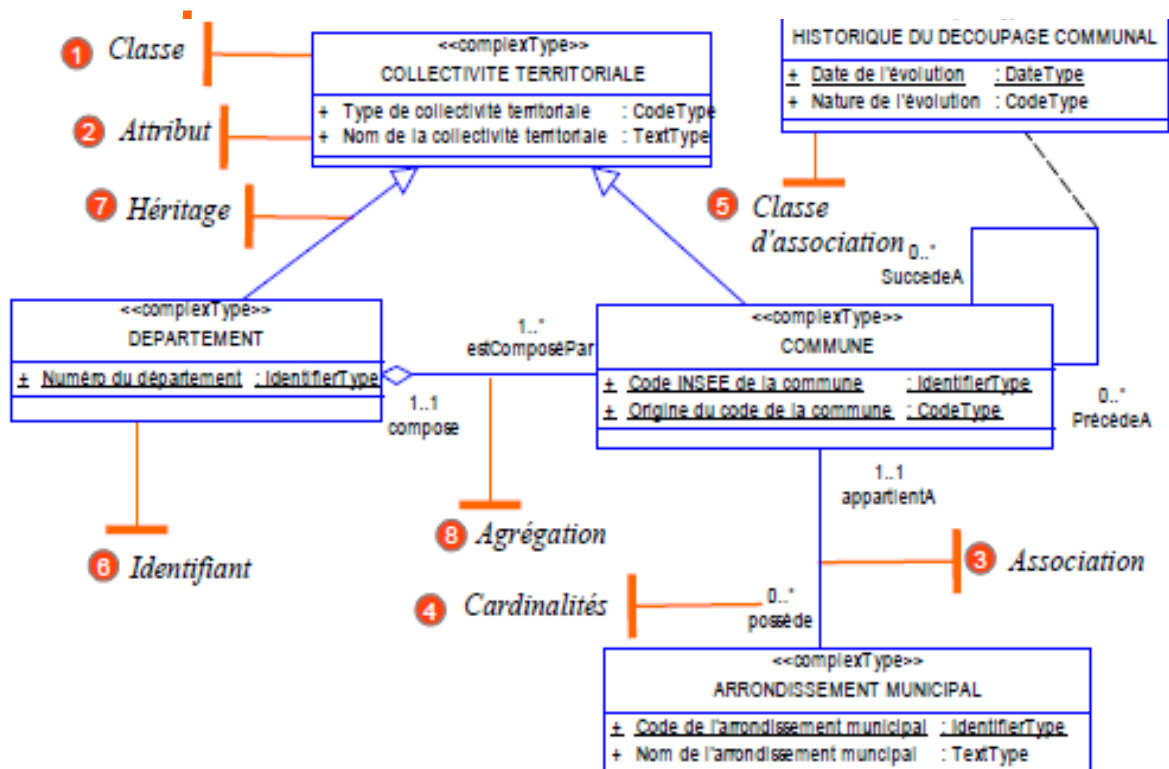 1 Classe
<<complexType>>
COLLECTIVITE TERRITORIALE
+ Type de collectivité territoriale : CodeType
+ Nom de la collectivité territoriale : TextType
HISTORIQUE DU DECOUPAGE COMMUNAL
+ Date de l'évolution : DateType
+ Nature de l'évolution : CodeType
2 Attribut
7 Héritage
5 Classe
d'association
0..*
SuccedeA
<<complexType>>
DEPARTEMENT
+ Numéro du département : IdentifierType
1..*
estComposéPar
1..1
compose
<<complexType>>
COMMUNE
+ Code INSEE de la commune : IdentifierType
+ Origine du code de la commune : CodeType
0..*
PrécèdeA
1..1
appartientA
6 Identifiant
8 Agrégation
3 Association
4 Cardinalités
0..*
possède
<<complexType>>
ARRONDISSEMENT MUNICIPAL
+ Code de l'arrondissement municipal : IdentifierType
+ Nom de l'arrondissement muncipal : TextType